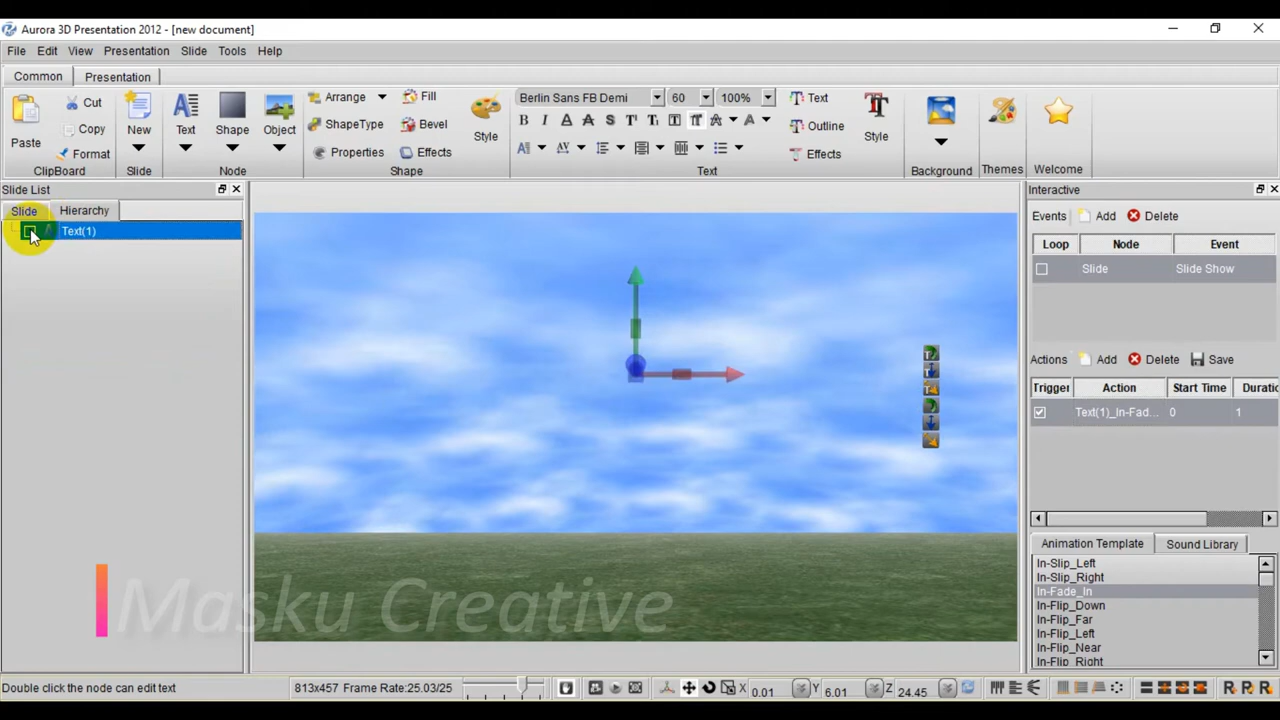 Aurora 3D Presentation 2012 - [new document]
File Edit View Presentation Slide Tools Help
Common Presentation
Paste Cut Copy Format ClipBoard
New Slide
Text Shape Object Node
Arrange ShapeType Properties Fill Bevel Effects Style Shape
Berlin Sans FB Demi 60 100% Text Outline Effects Style Text
Background
Themes
Welcome
Slide List
Slide Hierarchy
Text(1)
Interactive
Events Add Delete
Loop Node Event
Slide Slide Show
Actions Add Delete Save
Trigger Action Start Time Duratic
Text(1)_In-Fad... 0 1
Animation Template Sound Library
In-Slip_Left
In-Slip_Right
In-Fade_In
In-Flip_Down
In-Flip_Far
In-Flip_Left
In-Flip_Near
In-Flip_Right
Masku Creative
Double click the node can edit text 813x457 Frame Rate:25.03/25 X 0.01 Y 6.01 Z 24.45